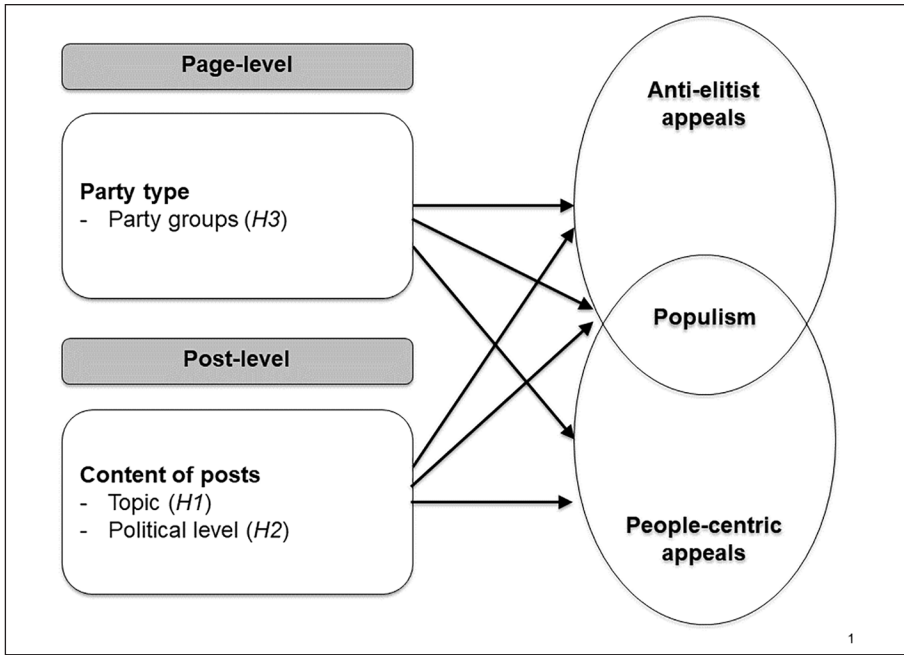 Page-level
Party type
- Party groups (H3)
Post-level
Content of posts
- Topic (H1)
- Political level (H2)
Anti-elitist
appeals
Populism
People-centric
appeals
1